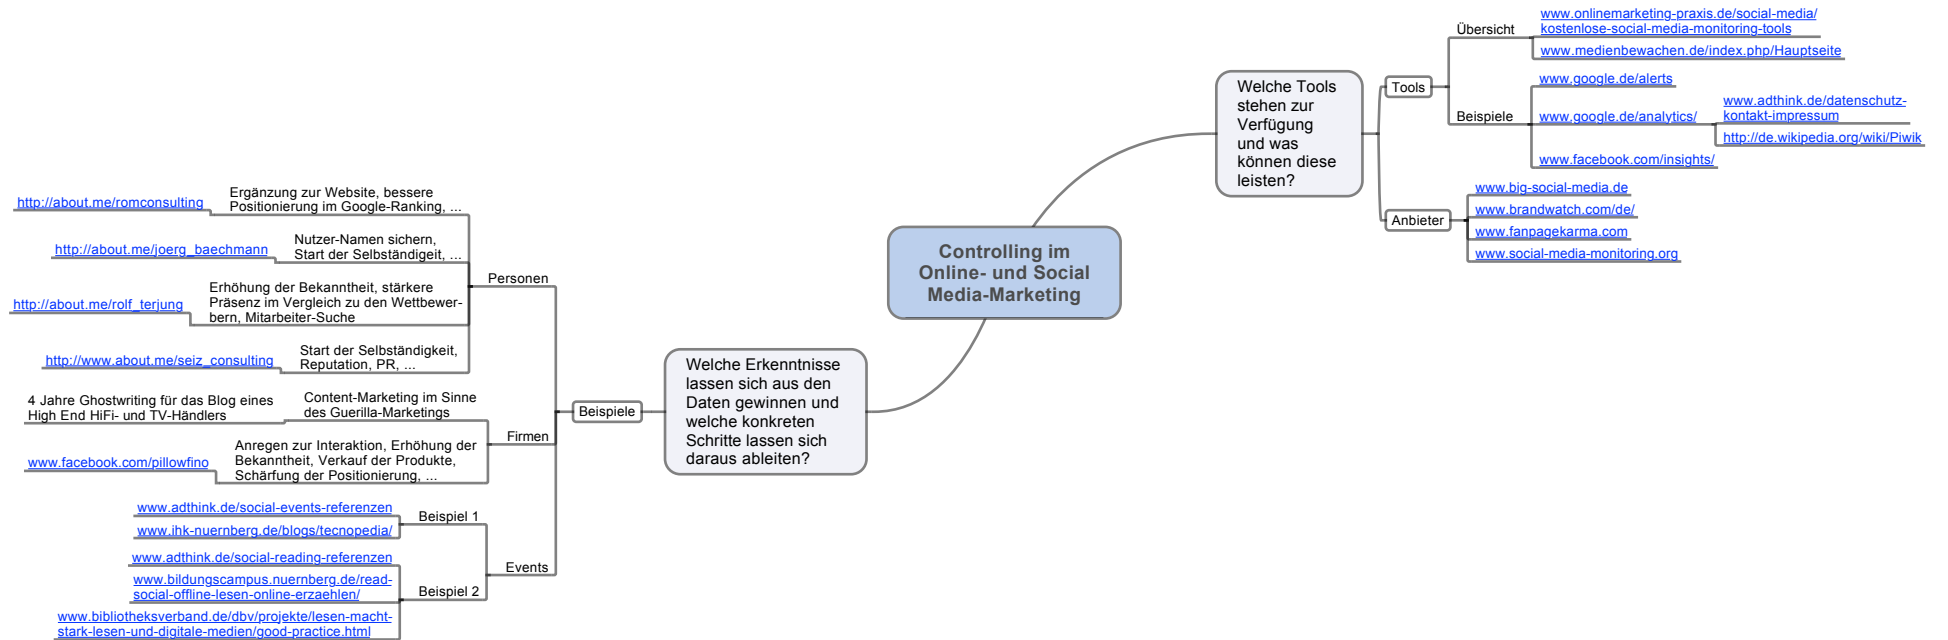 Controlling im
Online- und Social
Media-Marketing
Welche Tools
stehen zur
Verfügung
und was
können diese
leisten?
Tools
Übersicht
www.onlinemarketing-praxis.de/social-media/
kostenlose-social-media-monitoring-tools
www.medienbewachen.de/index.php/Hauptseite
Beispiele
www.google.de/alerts
www.google.de/analytics/
www.adthink.de/datenschutz-
kontakt-impressum
http://de.wikipedia.org/wiki/Piwik
www.facebook.com/insights/
Anbieter
www.big-social-media.de
www.brandwatch.com/de/
www.fanpagekarma.com
www.social-media-monitoring.org
Welche Erkenntnisse
lassen sich aus den
Daten gewinnen und
welche konkreten
Schritte lassen sich
daraus ableiten?
Beispiele
Personen
Ergänzung zur Website, bessere
Positionierung im Google-Ranking, ...
http://about.me/romconsulting
Nutzer-Namen sichern,
Start der Selbständigeit, ...
http://about.me/joerg_baechmann
Erhöhung der Bekanntheit, stärkere
Präsenz im Vergleich zu den Wettbewer-
bern, Mitarbeiter-Suche
http://about.me/rolf_terjung
Start der Selbständigkeit,
Reputation, PR, ...
http://www.about.me/seiz_consulting
Firmen
Content-Marketing im Sinne
des Guerilla-Marketings
4 Jahre Ghostwriting für das Blog eines
High End HiFi- und TV-Händlers
Anregen zur Interaktion, Erhöhung der
Bekanntheit, Verkauf der Produkte,
Schärfung der Positionierung, ...
www.facebook.com/pillowfino
Events
Beispiel 1
www.adthink.de/social-events-referenzen
www.ihk-nuernberg.de/blogs/tecnopedia/
Beispiel 2
www.adthink.de/social-reading-referenzen
www.bildungscampus.nuernberg.de/read-
social-offline-lesen-online-erzaehlen/
www.bibliotheksverband.de/dbv/projekte/lesen-macht-
stark-lesen-und-digitale-medien/good-practice.html